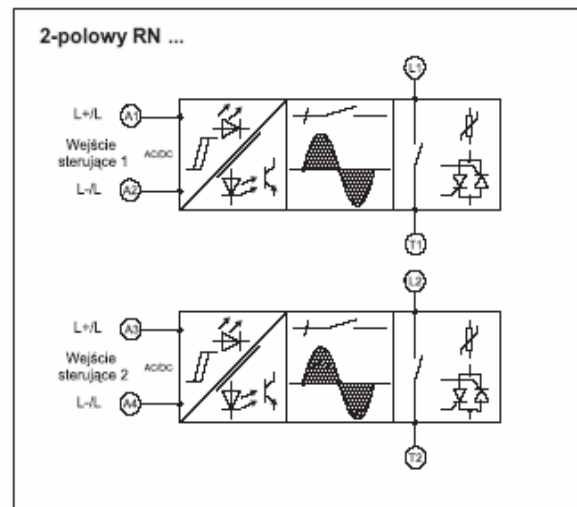 2-polowy RN ...
L1
L+/L A1
Wejście
sterujące 1
AC/DC
L-/L A2
T1
L2
L+/L A3
Wejście
sterujące 2
AC/DC
L-/L A4
T2